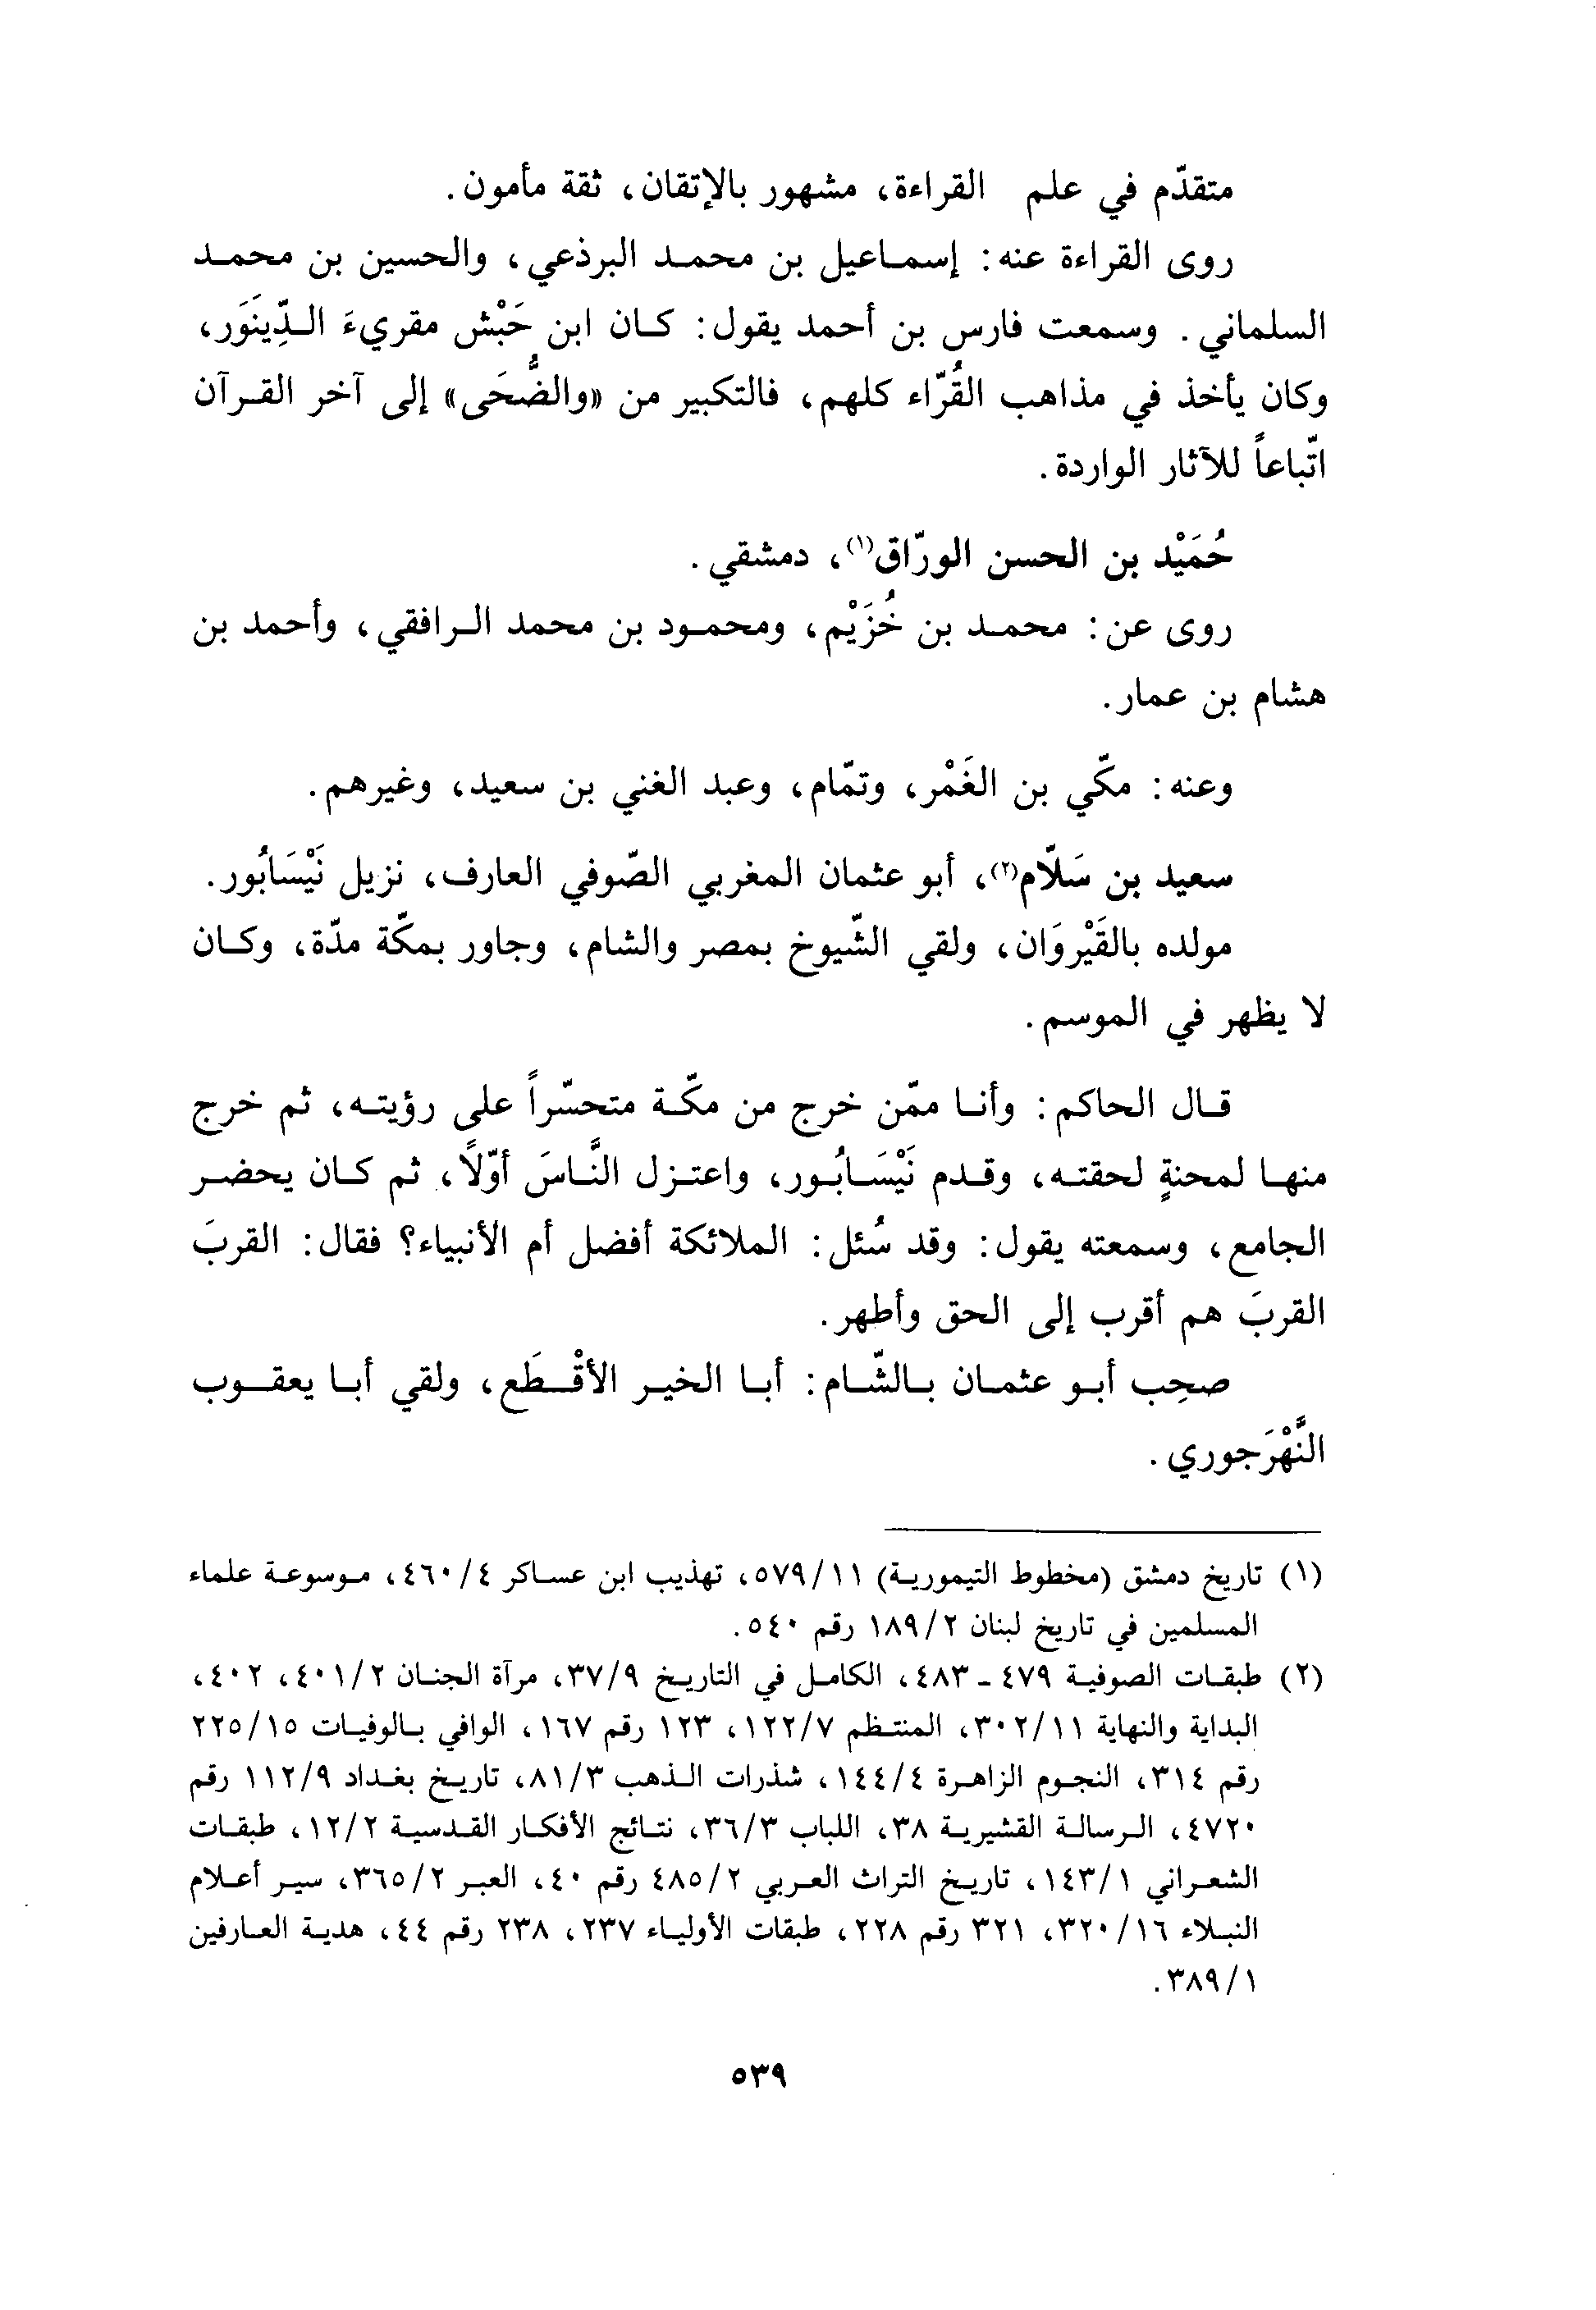 متقدّم في علم القراءة، مشهور بالإتقان، ثقة مأمون.
روى القراءة عنه: إسماعيل بن محمد البرذعي، والحسين بن محمد
السلماني. وسمعت فارس بن أحمد يقول: كان ابن حَبْش مقريءَ الدِّينَوَر،
وكان يأخذ في مذاهب القُرّاء كلهم، فالتكبير من «والضُّحَى» إلى آخر القرآن
اتّباعاً للآثار الواردة.
حُمَيْد بن الحسن الورّاق(١)، دمشقي.
روى عن: محمد بن خُزَيْم، ومحمود بن محمد الرافقي، وأحمد بن
هشام بن عمار.
وعنه: مكّي بن الغَمْر، وتمّام، وعبد الغني بن سعيد، وغيرهم.
سعيد بن سَلّام(٢)، أبو عثمان المغربي الصّوفي العارف، نزيل نَيْسَابُور.
مولده بالقَيْروَان، ولقي الشّيوخ بمصر والشام، وجاور بمكّة مدّة، وكان
لا يظهر في الموسم.
قال الحاكم: وأنا ممّن خرج من مكّة متحسّراً على رؤيته، ثم خرج
منها لمحنةٍ لحقته، وقدم نَيْسَابُور، واعتزل النَّاسَ أوّلاً، ثم كان يحضر
الجامع، وسمعته يقول: وقد سُئل: الملائكة أفضل أم الأنبياء؟ فقال: القربَ
القربَ هم أقرب إلى الحق وأطهر.
صحِب أبو عثمان بالشّام: أبا الخير الأقْطَع، ولقي أبا يعقوب
النَّهْرَجوري.
(١) تاريخ دمشق (مخطوط التيمورية) ١١/٥٧٩، تهذيب ابن عساكر ٤/٤٦٠، موسوعة علماء
المسلمين في تاريخ لبنان ٢/١٨٩ رقم ٥٤٠.
(٢) طبقات الصوفية ٤٧٩ - ٤٨٣، الكامل في التاريخ ٩/٣٧، مرآة الجنان ٢/٤٠١، ٤٠٢،
البداية والنهاية ١١/٣٠٢، المنتظم ٧/١٢٢، ١٢٣ رقم ١٦٧، الوافي بالوفيات ١٥/٢٢٥
رقم ٣١٤، النجوم الزاهرة ٤/١٤٤، شذرات الذهب ٣/٨١، تاريخ بغداد ٩/١١٢ رقم
٤٧٢٠، الرسالة القشيرية ٣٨، اللباب ٣/٣٦، نتائج الأفكار القدسية ٢/١٢، طبقات
الشعراني ١/١٤٣، تاريخ التراث العربي ٢/٤٨٥ رقم ٤٠، العبر ٢/٣٦٥، سير أعلام
النبلاء ١٦/٣٢٠، ٣٢١ رقم ٢٢٨، طبقات الأولياء ٢٣٧، ٢٣٨ رقم ٤٤، هدية العارفين
١/٣٨٩.
٥٣٩